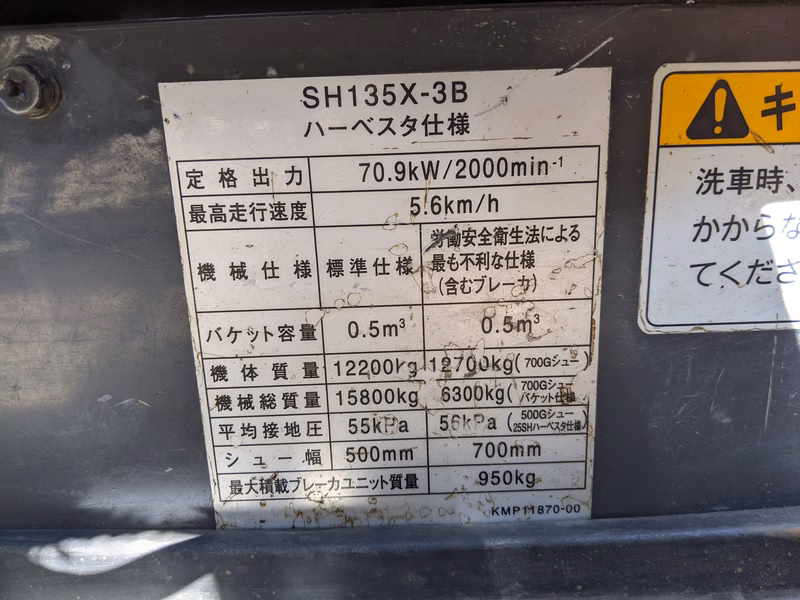 SH135X-3B
ハーベスタ仕様
定格出力 70.9kW/2000min-1
最高走行速度 5.6km/h
機械仕様 標準仕様 労働安全衛生法による
最も不利な仕様
(含むブレーカ)
バケット容量 0.5m3 0.5m3
機体質量 12200kg 12700kg(700Gシュー)
機械総質量 15800kg 6300kg(700Gシュー
バケット仕様
平均接地圧 55kPa 56kPa (500Gシュー
25SHハーベスタ仕様)
シュー幅 500mm 700mm
最大積載ブレーカユニット質量 950kg
KMP11870-00
キ
洗車時、
かからな
てくださ